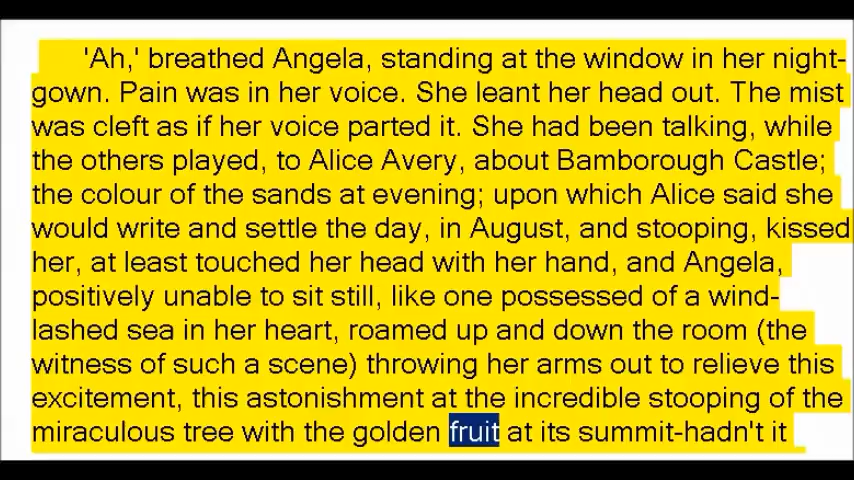 'Ah,' breathed Angela, standing at the window in her night-
gown. Pain was in her voice. She leant her head out. The mist
was cleft as if her voice parted it. She had been talking, while
the others played, to Alice Avery, about Bamborough Castle;
the colour of the sands at evening; upon which Alice said she
would write and settle the day, in August, and stooping, kissed
her, at least touched her head with her hand, and Angela,
positively unable to sit still, like one possessed of a wind-
lashed sea in her heart, roamed up and down the room (the
witness of such a scene) throwing her arms out to relieve this
excitement, this astonishment at the incredible stooping of the
miraculous tree with the golden fruit at its summit-hadn't it